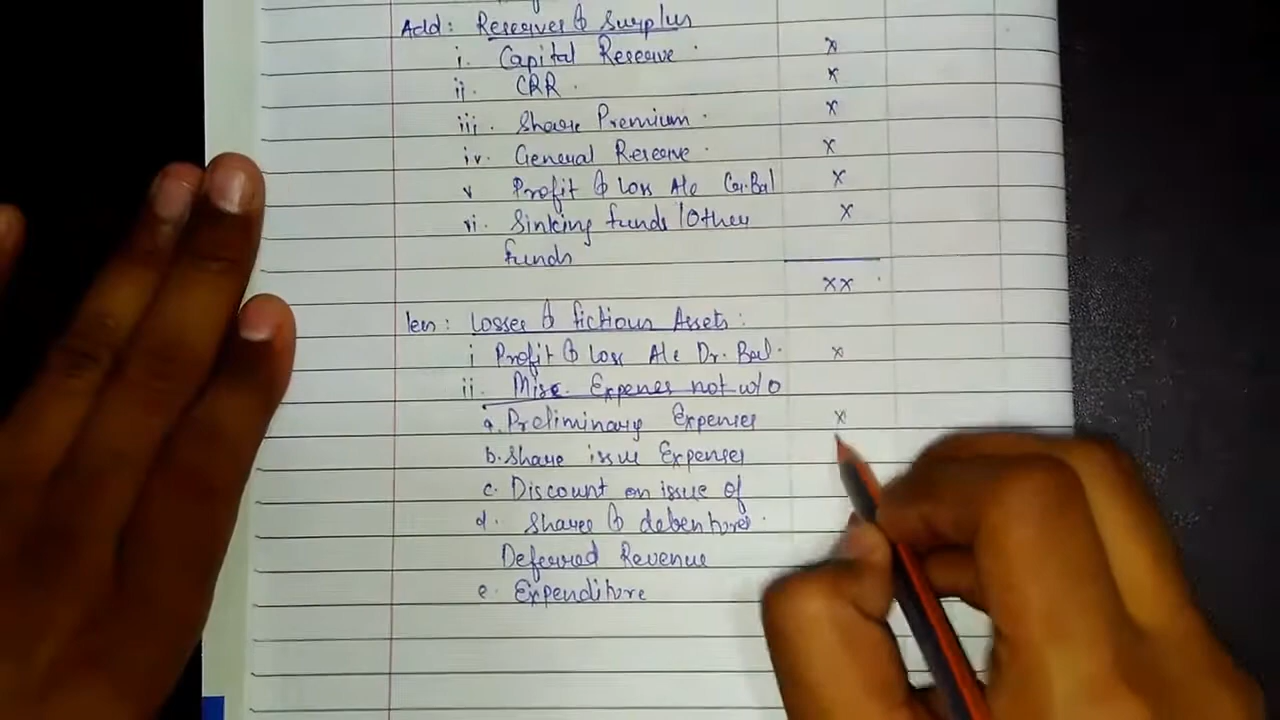 Add: Reserves & Surplus
i. Capital Reserve. x
ii. CRR. x
iii. Share Premium. x
iv. General Reserve. x
v Profit & Loss A/c Cr.Bal x
vi. Sinking funds/Other x
funds
xx
less: Losses & fictious Assets:
i Profit & Loss A/c Dr. Bal. x
ii. Misc. Expenes not w/o
a. Preliminary Expenses x
b. Share issue Expenses
c. Discount on issue of
d. Shares & debentures.
Deferred Revenue
e. Expenditure